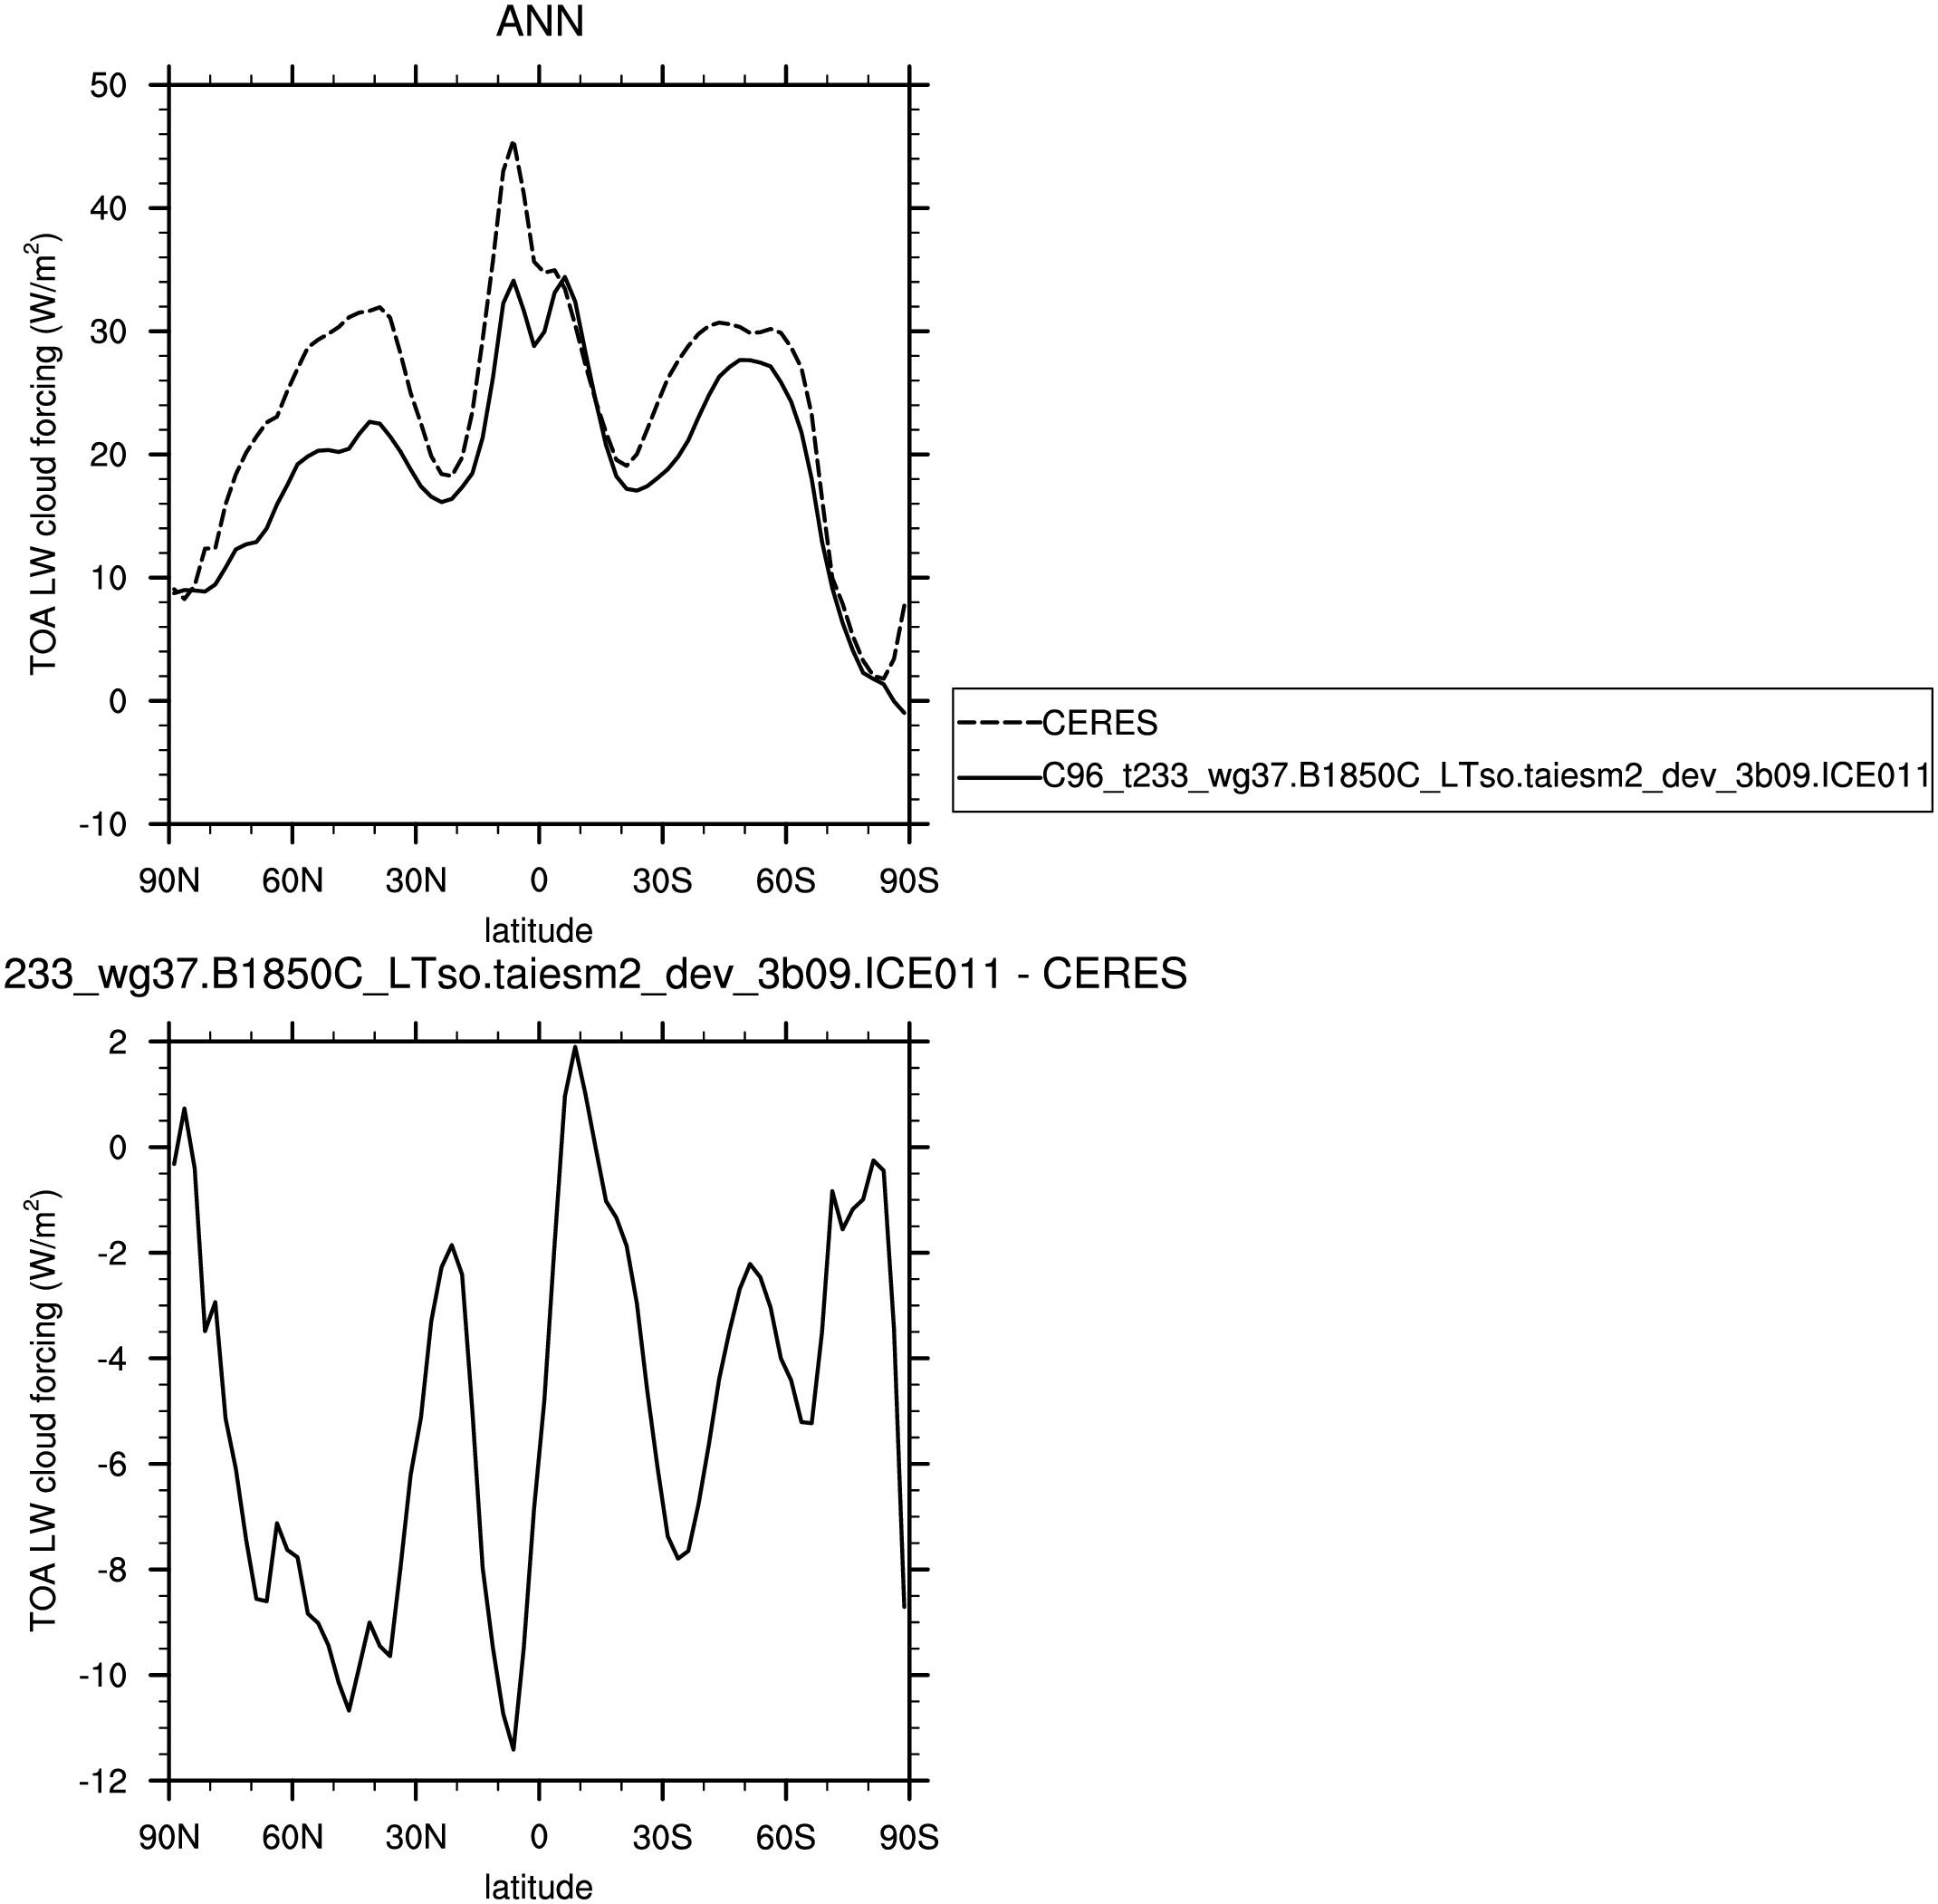 ANN
50
40
30
20
10
0
-10
TOA LW cloud forcing (W/m²)
90N 60N 30N 0 30S 60S 90S
latitude
CERES
C96_t233_wg37.B1850C_LTso.taiesm2_dev_3b09.ICE011
233_wg37.B1850C_LTso.taiesm2_dev_3b09.ICE011 - CERES
2
0
-2
-4
-6
-8
-10
-12
TOA LW cloud forcing (W/m²)
90N 60N 30N 0 30S 60S 90S
latitude